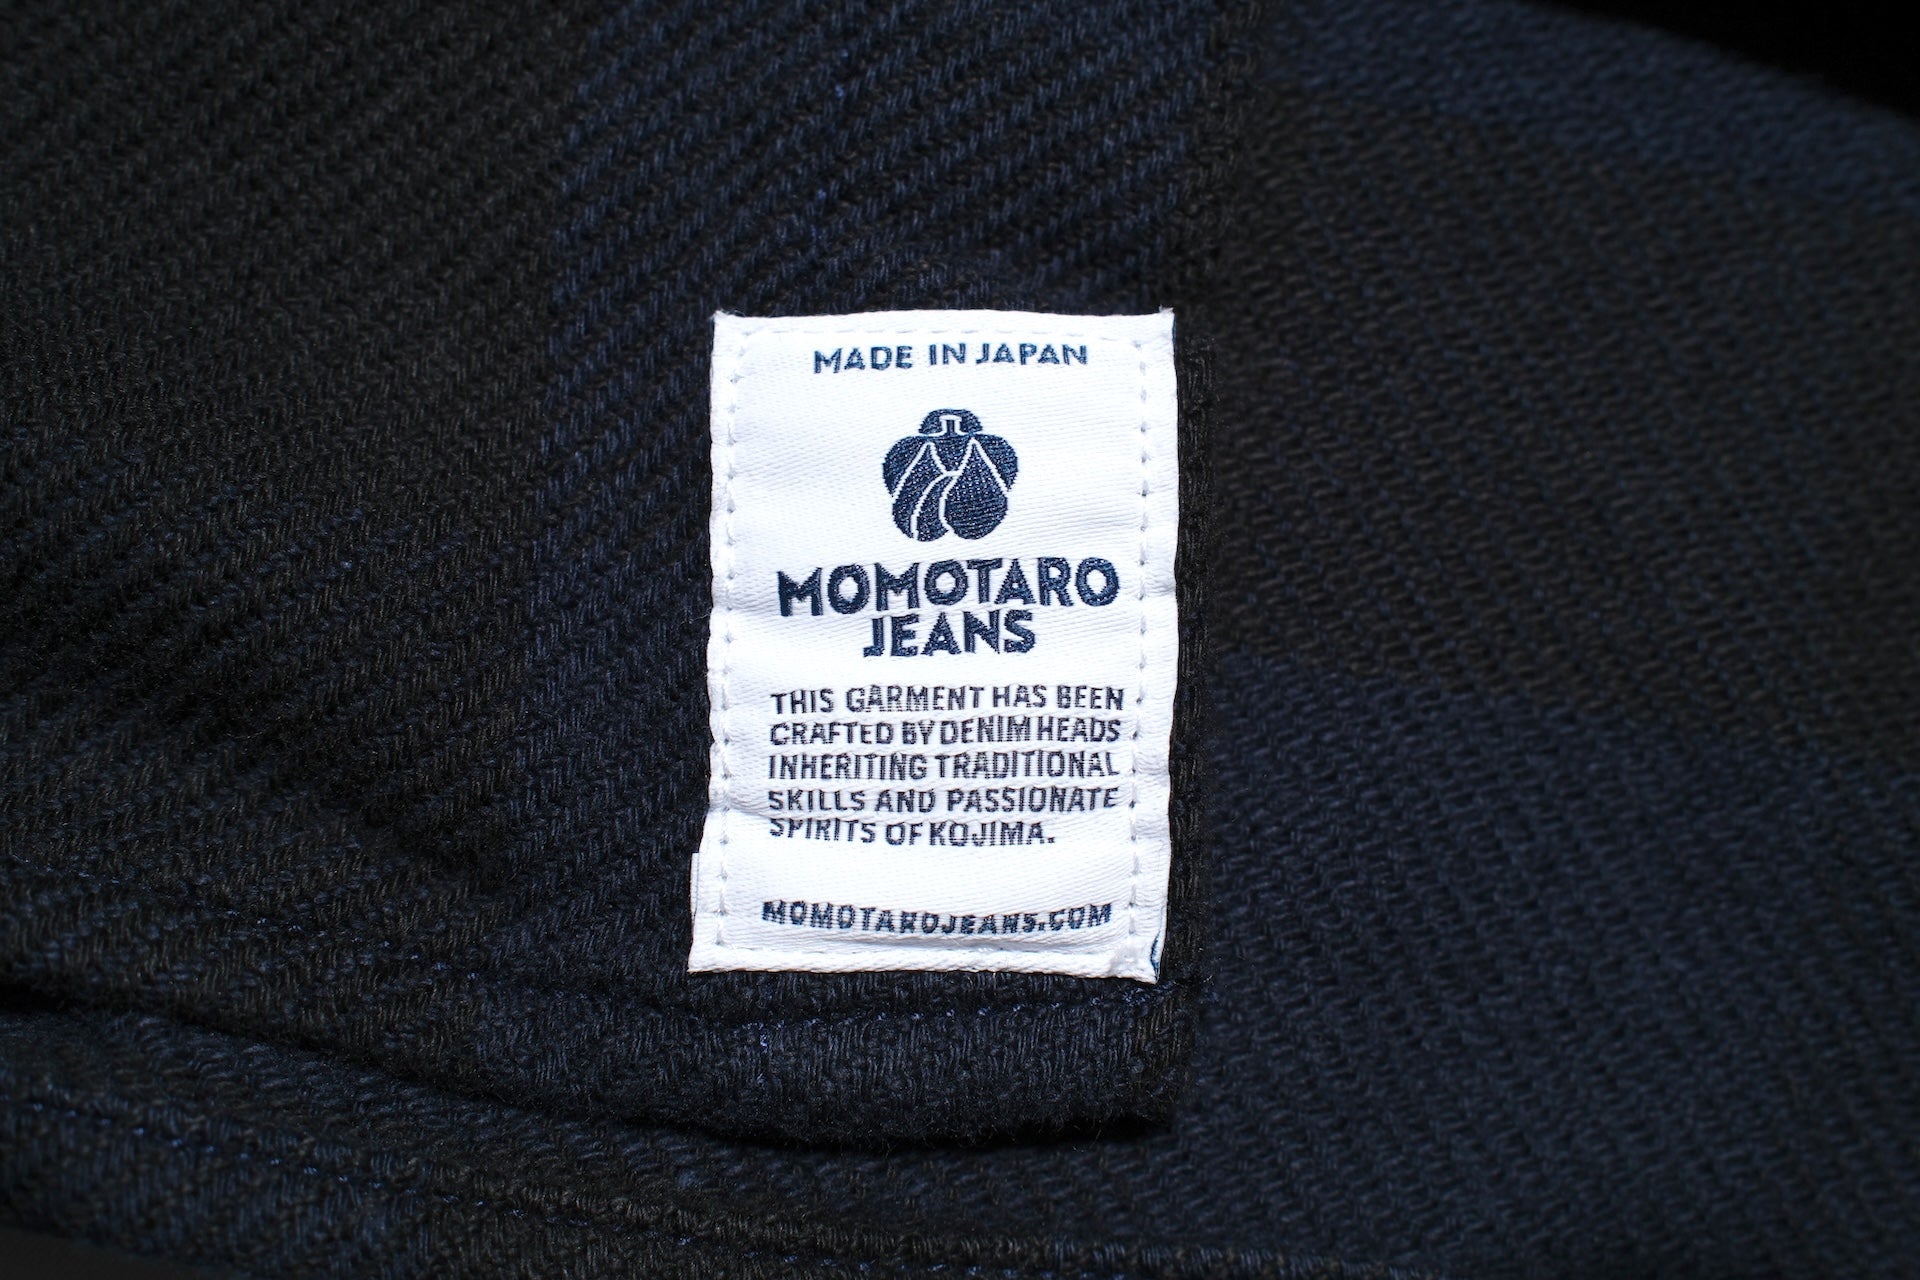 MADE IN JAPAN
MOMOTARO
JEANS
THIS GARMENT HAS BEEN
CRAFTED BY DENIM HEADS
INHERITING TRADITIONAL
SKILLS AND PASSIONATE
SPIRITS OF KOJIMA.
MOMOTAROJEANS.COM